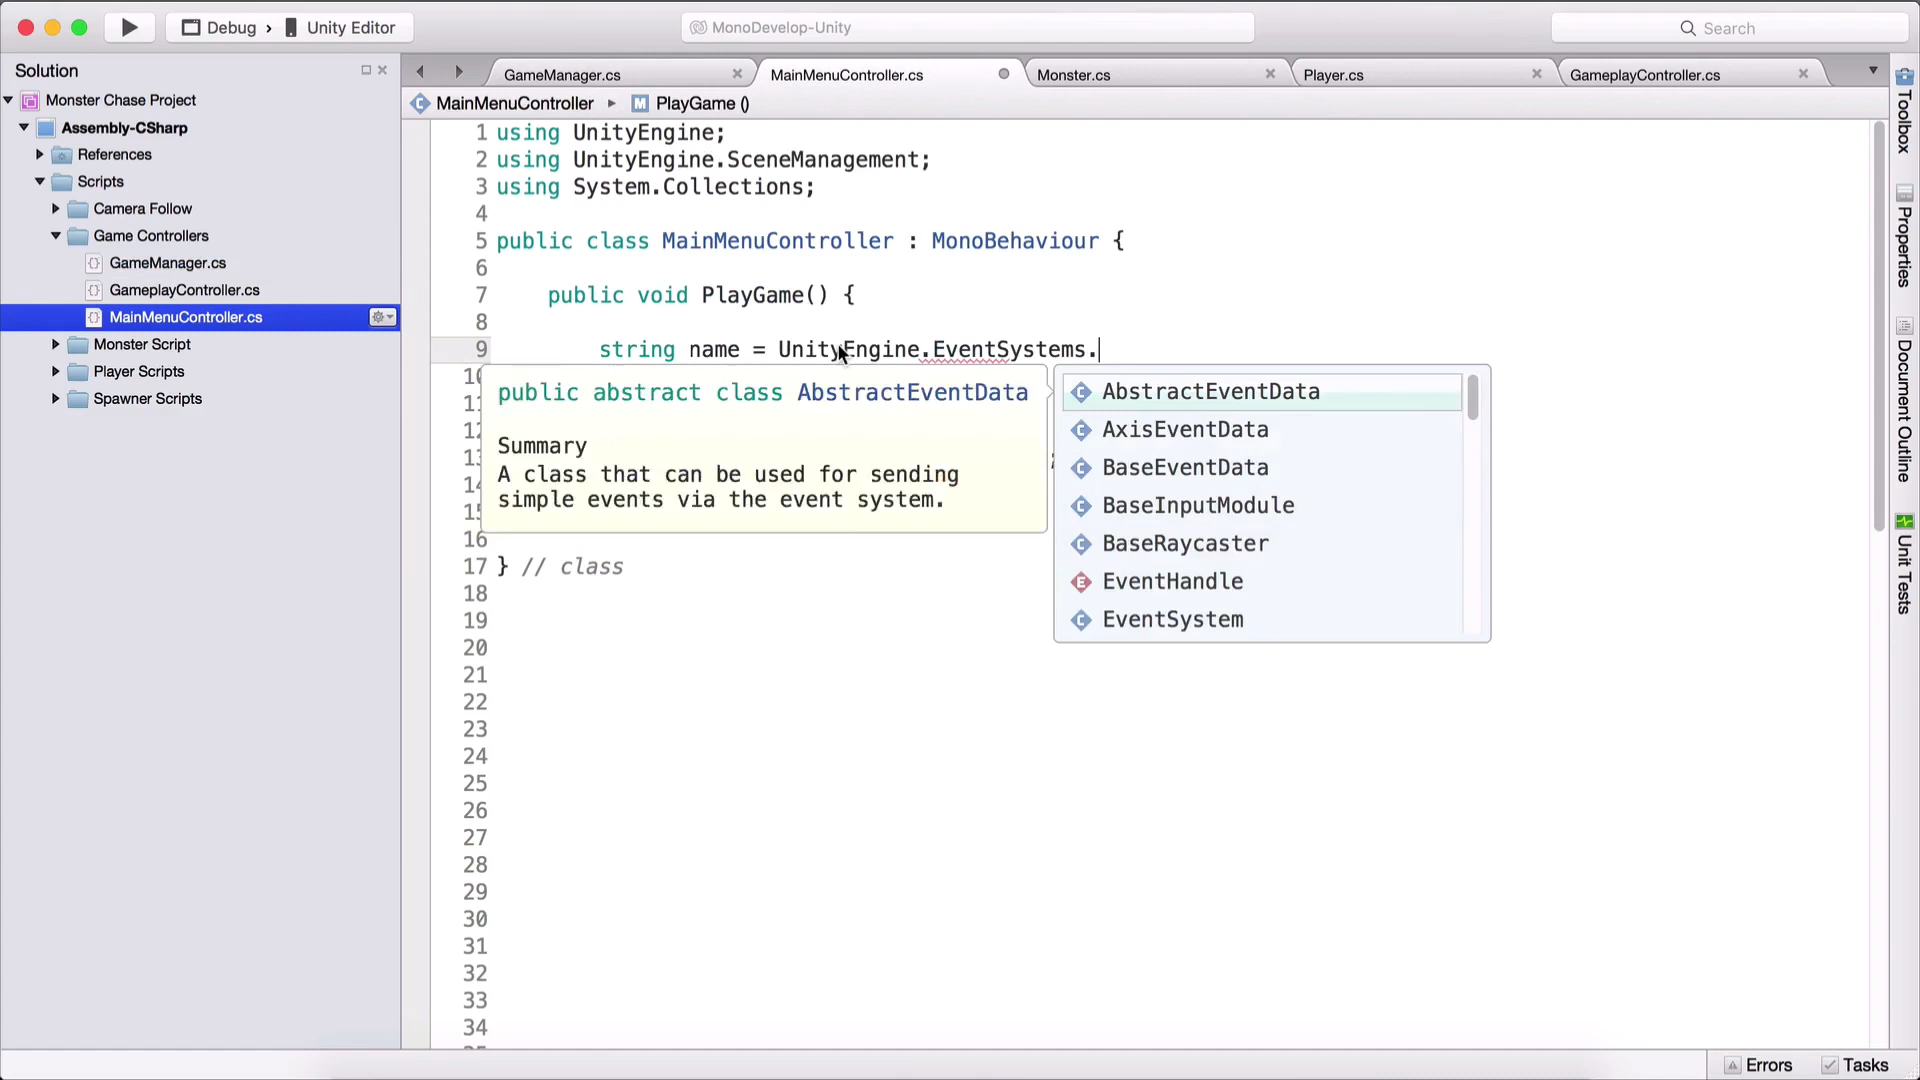 Debug › Unity Editor
MonoDevelop-Unity
Search
Solution
GameManager.cs
MainMenuController.cs
Monster.cs
Player.cs
GameplayController.cs
MainMenuController
PlayGame ()
Monster Chase Project
Assembly-CSharp
References
Scripts
Camera Follow
Game Controllers
GameManager.cs
GameplayController.cs
MainMenuController.cs
Monster Script
Player Scripts
Spawner Scripts
1 using UnityEngine;
2 using UnityEngine.SceneManagement;
3 using System.Collections;
4
5 public class MainMenuController : MonoBehaviour {
6
7 public void PlayGame() {
8
9 string name = UnityEngine.EventSystems.
public abstract class AbstractEventData
Summary
A class that can be used for sending
simple events via the event system.
AbstractEventData
AxisEventData
BaseEventData
BaseInputModule
BaseRaycaster
EventHandle
EventSystem
16
17 } // class
18
19
20
21
22
23
24
25
26
27
28
29
30
31
32
33
34
Toolbox
Properties
Document Outline
Unit Tests
Errors
Tasks